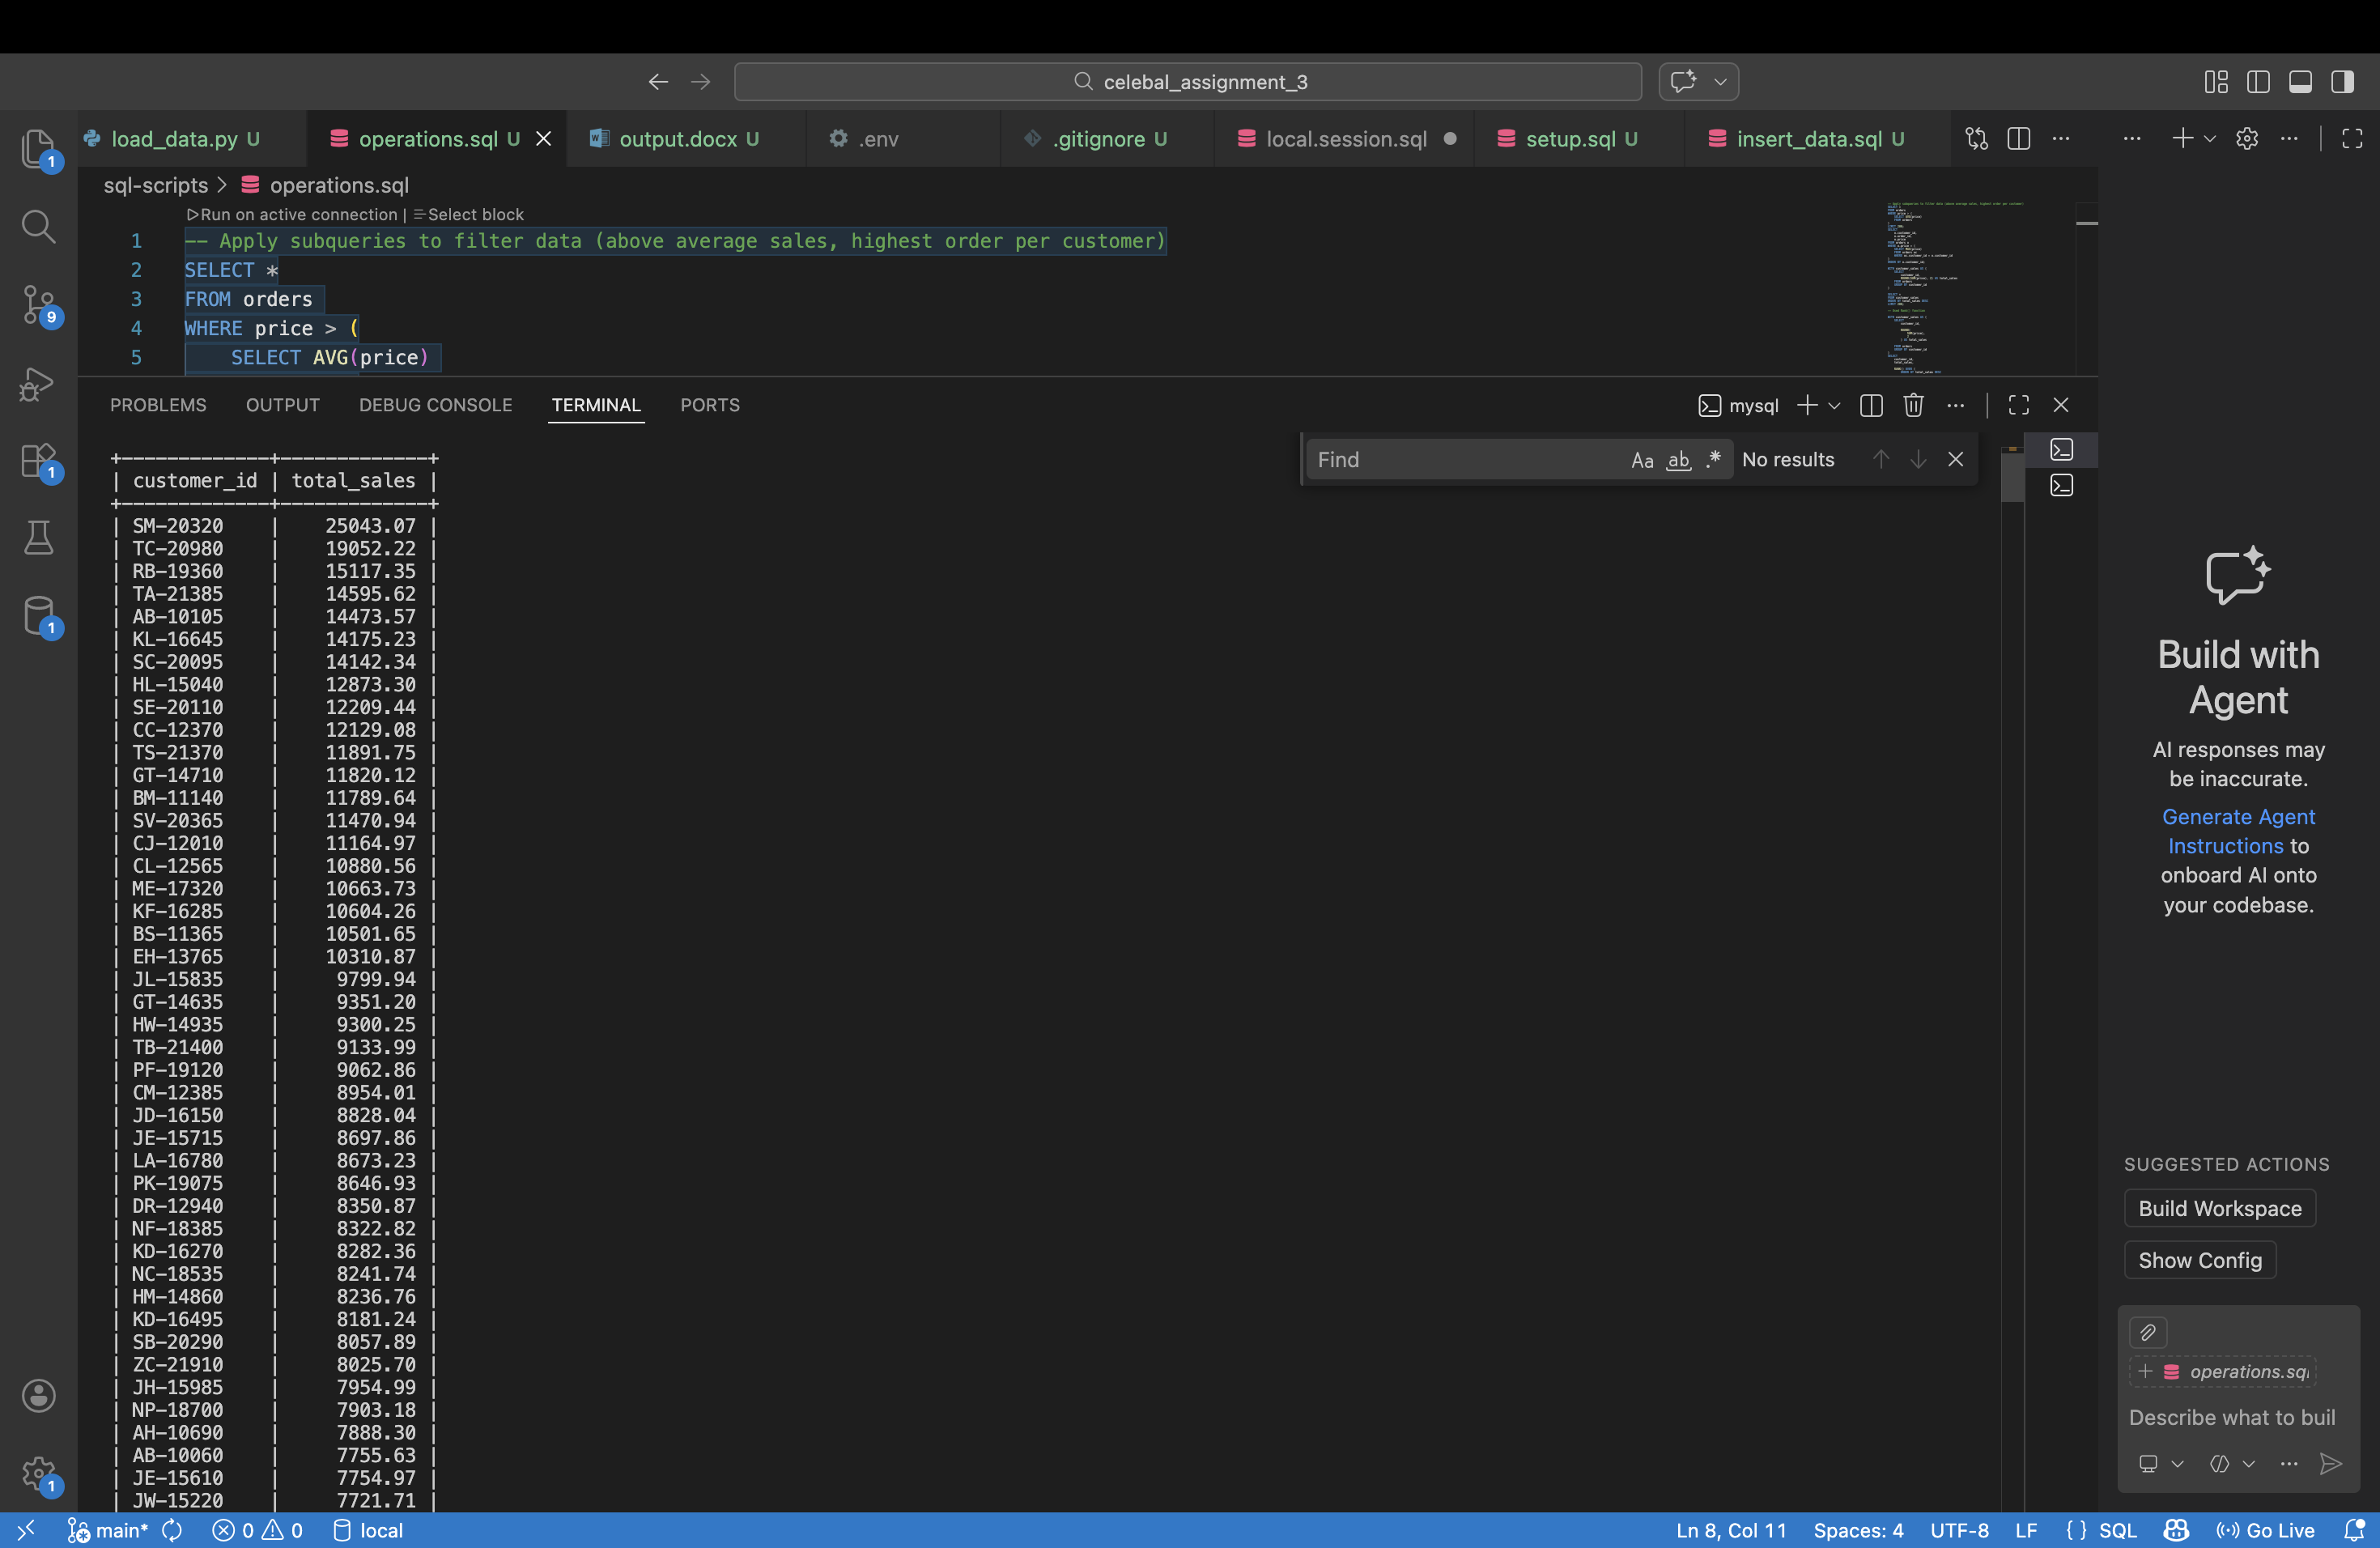 celebal_assignment_3
load_data.py U
operations.sql U
output.docx U
.env
.gitignore U
local.session.sql
setup.sql U
insert_data.sql U
sql-scripts > operations.sql
Run on active connection | Select block
1 -- Apply subqueries to filter data (above average sales, highest order per customer)
2 SELECT *
3 FROM orders
4 WHERE price > (
5 SELECT AVG(price)
PROBLEMS OUTPUT DEBUG CONSOLE TERMINAL PORTS
mysql
Find Aa ab .* No results
+-------------+-------------+
| customer_id | total_sales |
+-------------+-------------+
| SM-20320 | 25043.07 |
| TC-20980 | 19052.22 |
| RB-19360 | 15117.35 |
| TA-21385 | 14595.62 |
| AB-10105 | 14473.57 |
| KL-16645 | 14175.23 |
| SC-20095 | 14142.34 |
| HL-15040 | 12873.30 |
| SE-20110 | 12209.44 |
| CC-12370 | 12129.08 |
| TS-21370 | 11891.75 |
| GT-14710 | 11820.12 |
| BM-11140 | 11789.64 |
| SV-20365 | 11470.94 |
| CJ-12010 | 11164.97 |
| CL-12565 | 10880.56 |
| ME-17320 | 10663.73 |
| KF-16285 | 10604.26 |
| BS-11365 | 10501.65 |
| EH-13765 | 10310.87 |
| JL-15835 | 9799.94 |
| GT-14635 | 9351.20 |
| HW-14935 | 9300.25 |
| TB-21400 | 9133.99 |
| PF-19120 | 9062.86 |
| CM-12385 | 8954.01 |
| JD-16150 | 8828.04 |
| JE-15715 | 8697.86 |
| LA-16780 | 8673.23 |
| PK-19075 | 8646.93 |
| DR-12940 | 8350.87 |
| NF-18385 | 8322.82 |
| KD-16270 | 8282.36 |
| NC-18535 | 8241.74 |
| HM-14860 | 8236.76 |
| KD-16495 | 8181.24 |
| SB-20290 | 8057.89 |
| ZC-21910 | 8025.70 |
| JH-15985 | 7954.99 |
| NP-18700 | 7903.18 |
| AH-10690 | 7888.30 |
| AB-10060 | 7755.63 |
| JE-15610 | 7754.97 |
| JW-15220 | 7721.71 |
Build with
Agent
AI responses may
be inaccurate.
Generate Agent
Instructions to
onboard AI onto
your codebase.
SUGGESTED ACTIONS
Build Workspace
Show Config
operations.sql
Describe what to buil
1
9
1
1
1
main* 0 0 local
Ln 8, Col 11 Spaces: 4 UTF-8 LF {} SQL Go Live